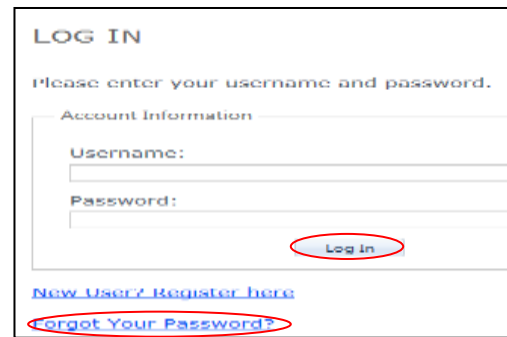 LOG IN
Please enter your username and password.
Account Information
Username:
Password:
Log In
New User? Register here
Forgot Your Password?